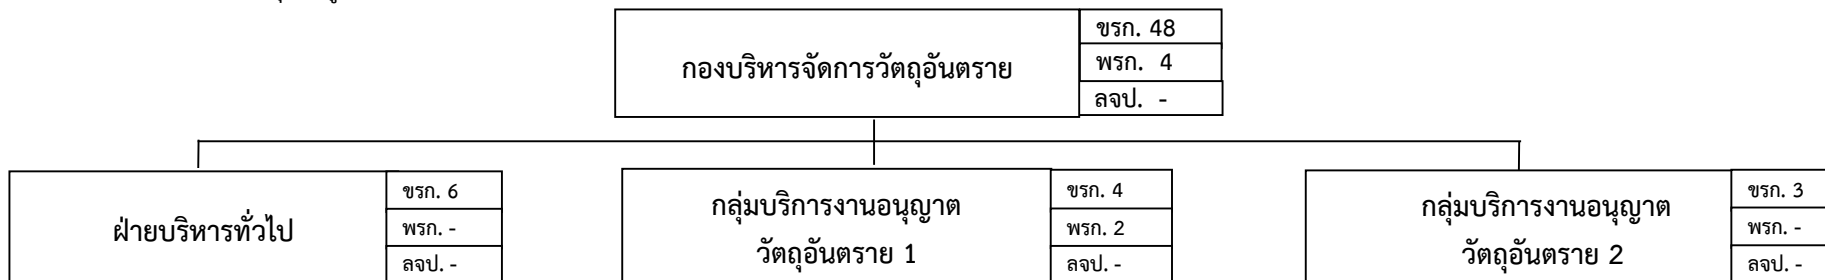 กองบริหารจัดการวัตถุอันตราย
ขรก. 48
พรก. 4
ลจป. -
ฝ่ายบริหารทั่วไป
ขรก. 6
พรก. -
ลจป. -
กลุ่มบริการงานอนุญาต
วัตถุอันตราย 1
ขรก. 4
พรก. 2
ลจป. -
กลุ่มบริการงานอนุญาต
วัตถุอันตราย 2
ขรก. 3
พรก. -
ลจป. -